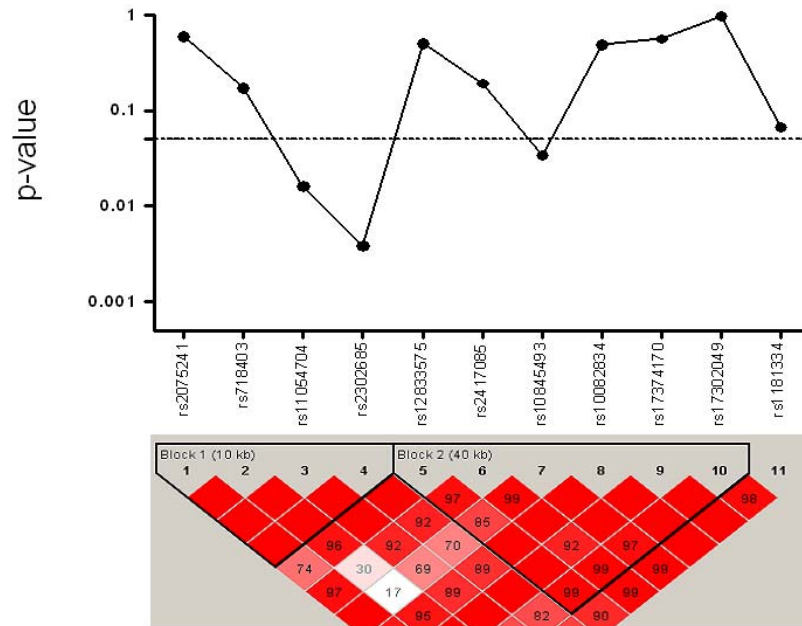 1
0.1
0.01
0.001
p-value
rs2075241
rs718403
rs11054704
rs2302685
rs12833575
rs2417085
rs10845493
rs10082834
rs17374170
rs17302049
rs1181334
Block 1 (10 kb) Block 2 (40 kb)
1 2 3 4 5 6 7 8 9 10 11
97 99 98
92 85
96 92 70 92 97
74 30 69 89 99 99
97 17 89 99 99
95 82 90